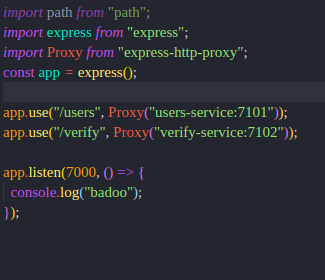 import path from "path";
import express from "express";
import Proxy from "express-http-proxy";
const app = express();
app.use("/users", Proxy("users-service:7101"));
app.use("/verify", Proxy("verify-service:7102"));
app.listen(7000, () => {
console.log("badoo");
});